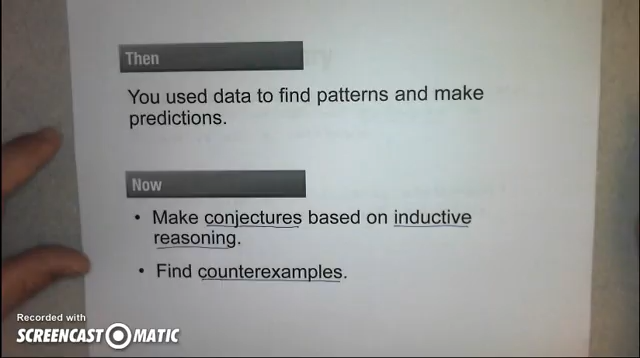 Then
You used data to find patterns and make
predictions.
Now
• Make conjectures based on inductive
reasoning.
• Find counterexamples.
Recorded with
SCREENCAST MATIC